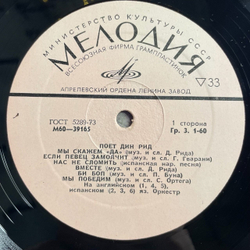 МИНИСТЕРСТВО КУЛЬТУРЫ СССР
МЕЛОДИЯ
ВСЕСОЮЗНАЯ ФИРМА ГРАМПЛАСТИНОК
33
АПРЕЛЕВСКИЙ ОРДЕНА ЛЕНИНА ЗАВОД
ГОСТ 5289-73
М60—39165
1 сторона
Гр. 3. 1-60
ПОЕТ ДИН РИД
МЫ СКАЖЕМ «ДА» (муз. и сл. Д. Рида)
ЕСЛИ ПЕВЕЦ ЗАМОЛЧИТ (муз. и сл. Г. Гварани)
НАС НЕ СЛОМИТЬ (испанская нар. песня)
ВМЕСТЕ (муз. и сл. Д. Рида)
БИ БОП (муз. и сл. П. Буна)
МЫ ПОБЕДИМ (муз. и сл. С. Ортега)
На английском (1, 4, 5),
испанском (2, 3, 6) яз. Оркестр